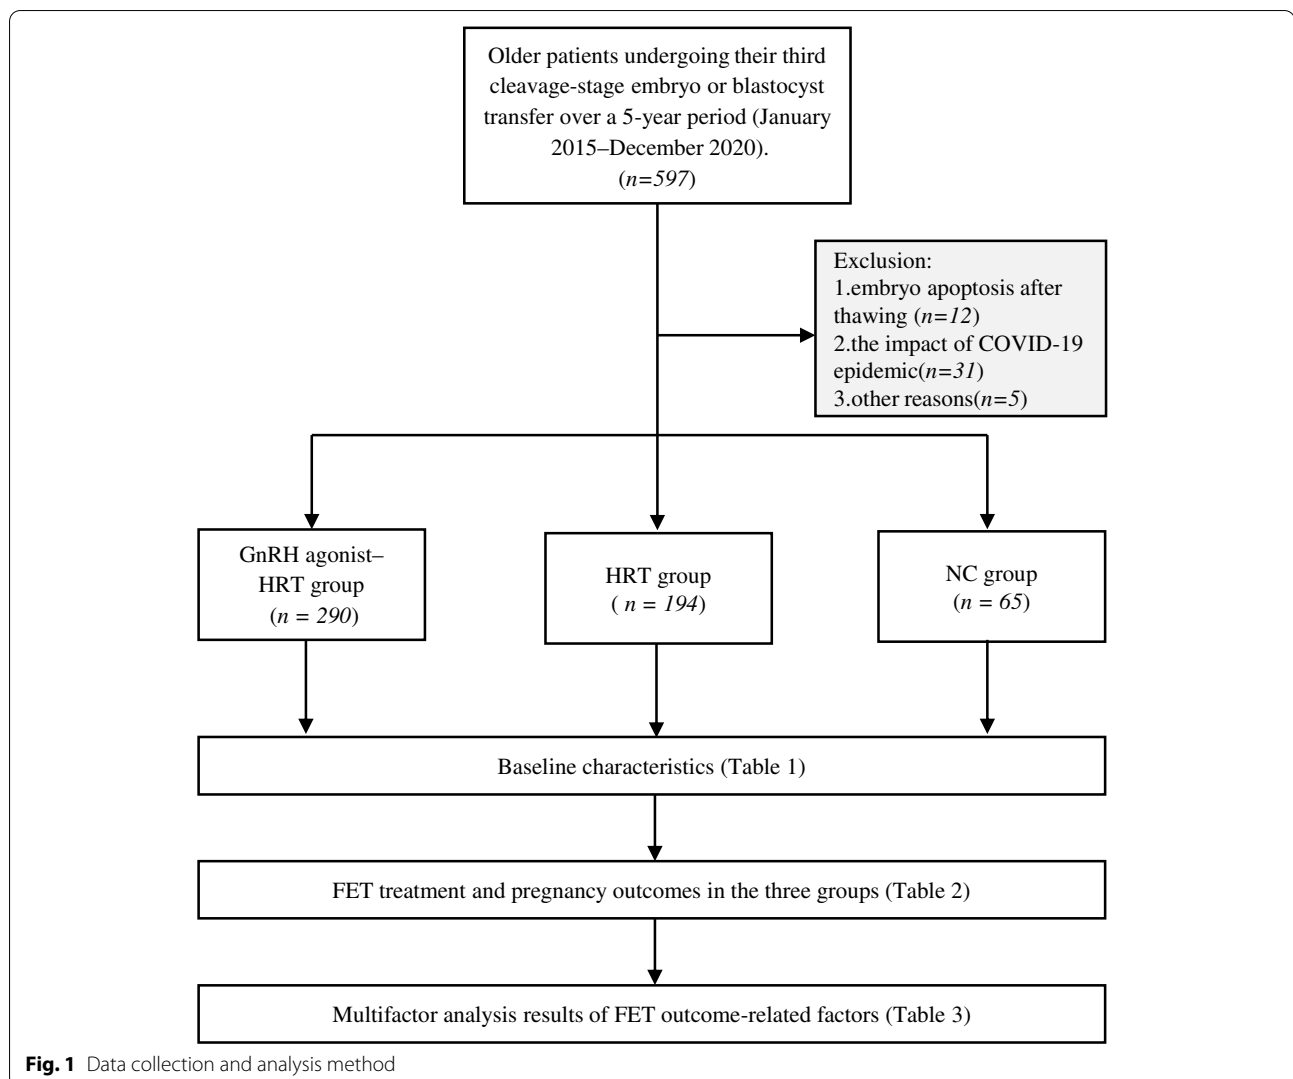 Older patients undergoing their third
cleavage-stage embryo or blastocyst
transfer over a 5-year period (January
2015–December 2020).
(n=597)
Exclusion:
1.embryo apoptosis after
thawing (n=12)
2.the impact of COVID-19
epidemic(n=31)
3.other reasons(n=5)
GnRH agonist–
HRT group
(n = 290)
HRT group
( n = 194)
NC group
(n = 65)
Baseline characteristics (Table 1)
FET treatment and pregnancy outcomes in the three groups (Table 2)
Multifactor analysis results of FET outcome-related factors (Table 3)
Fig. 1 Data collection and analysis method